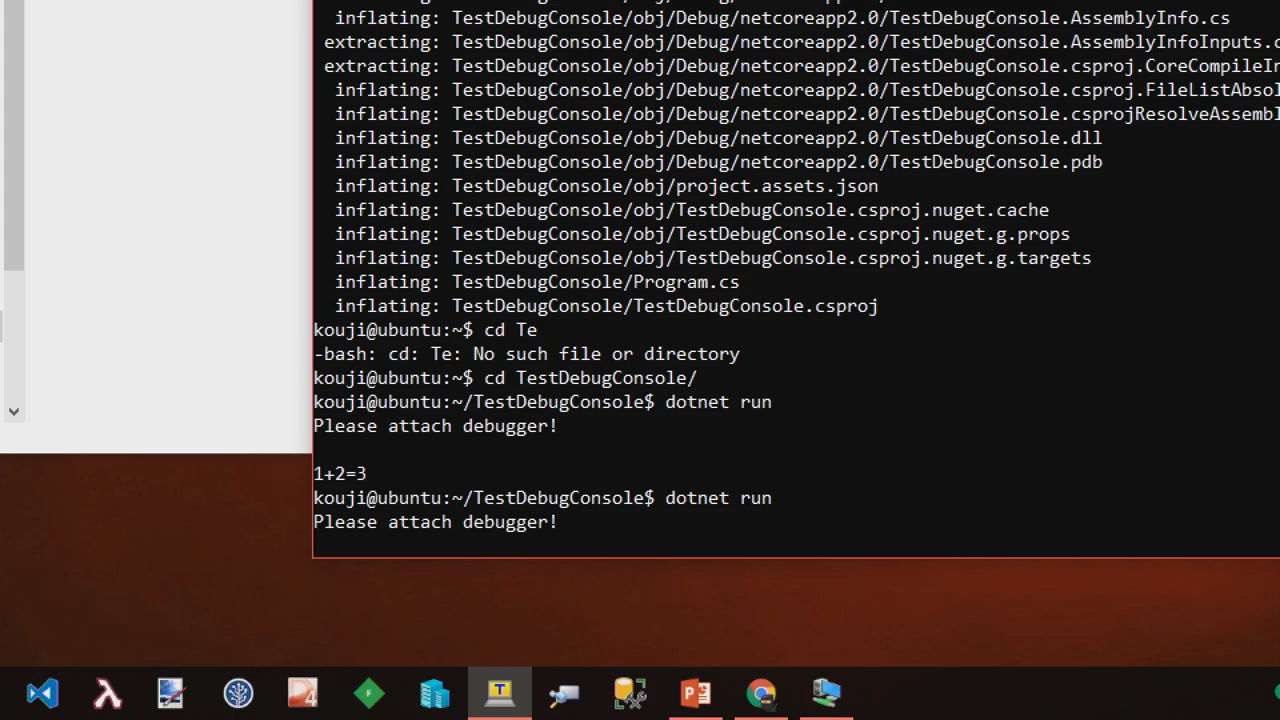 inflating: TestDebugConsole/obj/Debug/netcoreapp2.0/TestDebugConsole.AssemblyInfo.cs
extracting: TestDebugConsole/obj/Debug/netcoreapp2.0/TestDebugConsole.AssemblyInfoInputs.c
extracting: TestDebugConsole/obj/Debug/netcoreapp2.0/TestDebugConsole.csproj.CoreCompileIn
inflating: TestDebugConsole/obj/Debug/netcoreapp2.0/TestDebugConsole.csproj.FileListAbsol
inflating: TestDebugConsole/obj/Debug/netcoreapp2.0/TestDebugConsole.csprojResolveAssembl
inflating: TestDebugConsole/obj/Debug/netcoreapp2.0/TestDebugConsole.dll
inflating: TestDebugConsole/obj/Debug/netcoreapp2.0/TestDebugConsole.pdb
inflating: TestDebugConsole/obj/project.assets.json
inflating: TestDebugConsole/obj/TestDebugConsole.csproj.nuget.cache
inflating: TestDebugConsole/obj/TestDebugConsole.csproj.nuget.g.props
inflating: TestDebugConsole/obj/TestDebugConsole.csproj.nuget.g.targets
inflating: TestDebugConsole/Program.cs
inflating: TestDebugConsole/TestDebugConsole.csproj
kouji@ubuntu:~$ cd Te
-bash: cd: Te: No such file or directory
kouji@ubuntu:~$ cd TestDebugConsole/
kouji@ubuntu:~/TestDebugConsole$ dotnet run
Please attach debugger!
1+2=3
kouji@ubuntu:~/TestDebugConsole$ dotnet run
Please attach debugger!